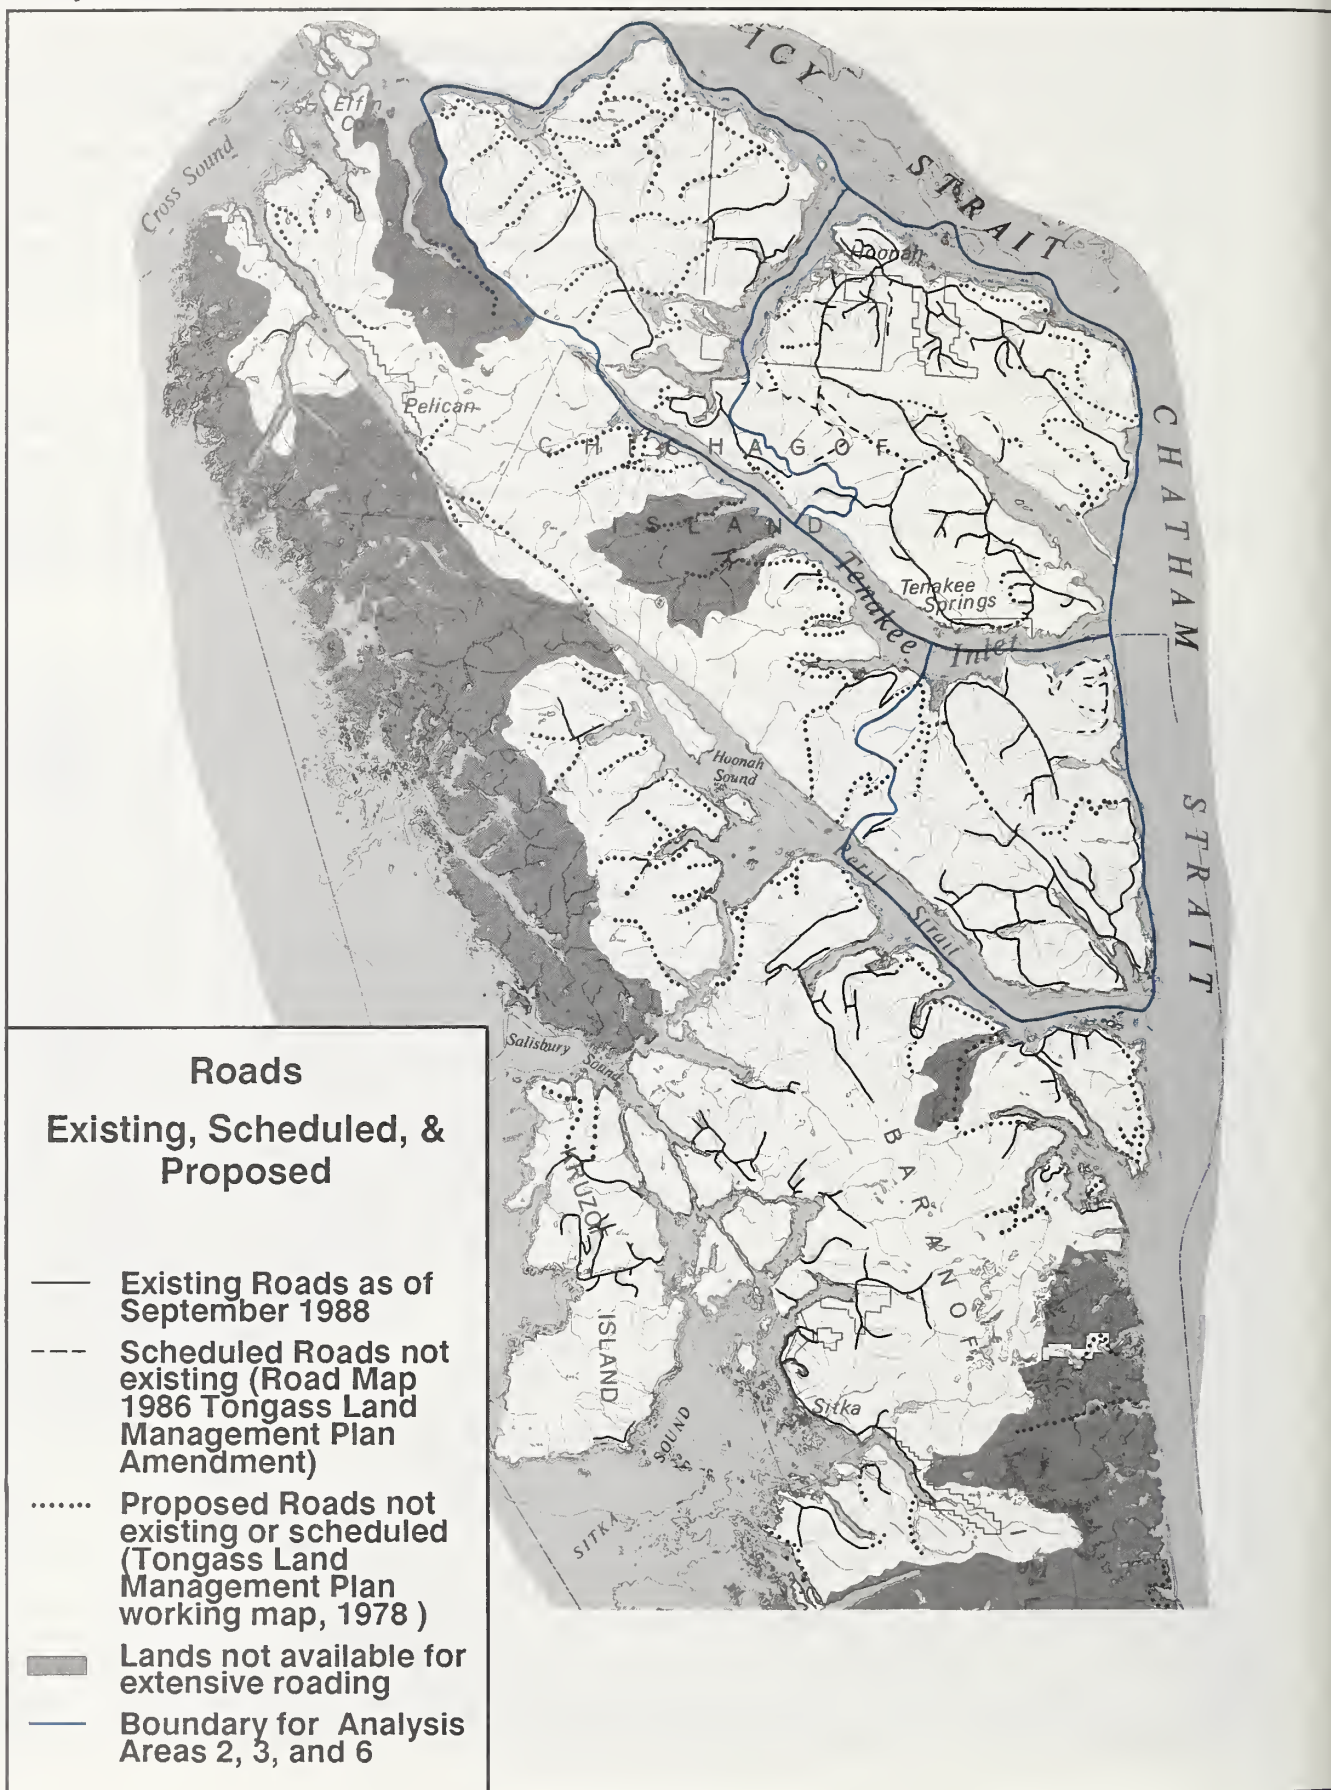 ICY
STRAIT
Elfin
Co
Cross Sound
Hoonah
Pelican
CHICHAGOF
ISLAND
CHATHAM
STRAIT
Tenakee
Inlet
Tenakee
Springs
Hoonah
Sound
Peril
Strait
Salisbury
Sound
KRUZOF
ISLAND
BARANOF
Sitka
SITKA
SOUND
Roads
Existing, Scheduled, &
Proposed
Existing Roads as of
September 1988
Scheduled Roads not
existing (Road Map
1986 Tongass Land
Management Plan
Amendment)
Proposed Roads not
existing or scheduled
(Tongass Land
Management Plan
working map, 1978 )
Lands not available for
extensive roading
Boundary for Analysis
Areas 2, 3, and 6